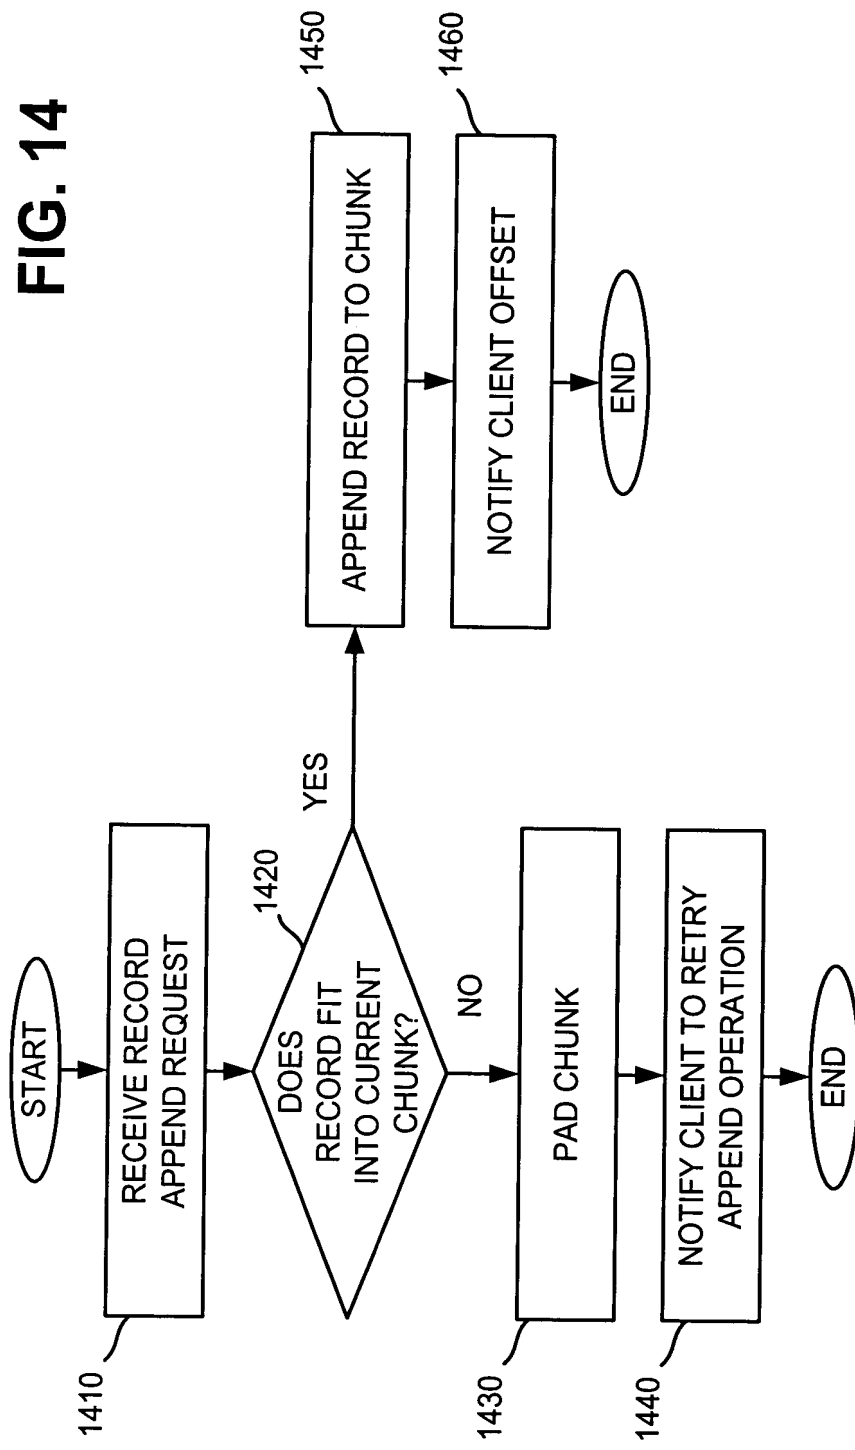 FIG. 14
START
1410
RECEIVE RECORD
APPEND REQUEST
1420
DOES
RECORD FIT
INTO CURRENT
CHUNK?
YES
NO
1430
PAD CHUNK
1440
NOTIFY CLIENT TO RETRY
APPEND OPERATION
END
1450
APPEND RECORD TO CHUNK
1460
NOTIFY CLIENT OFFSET
END